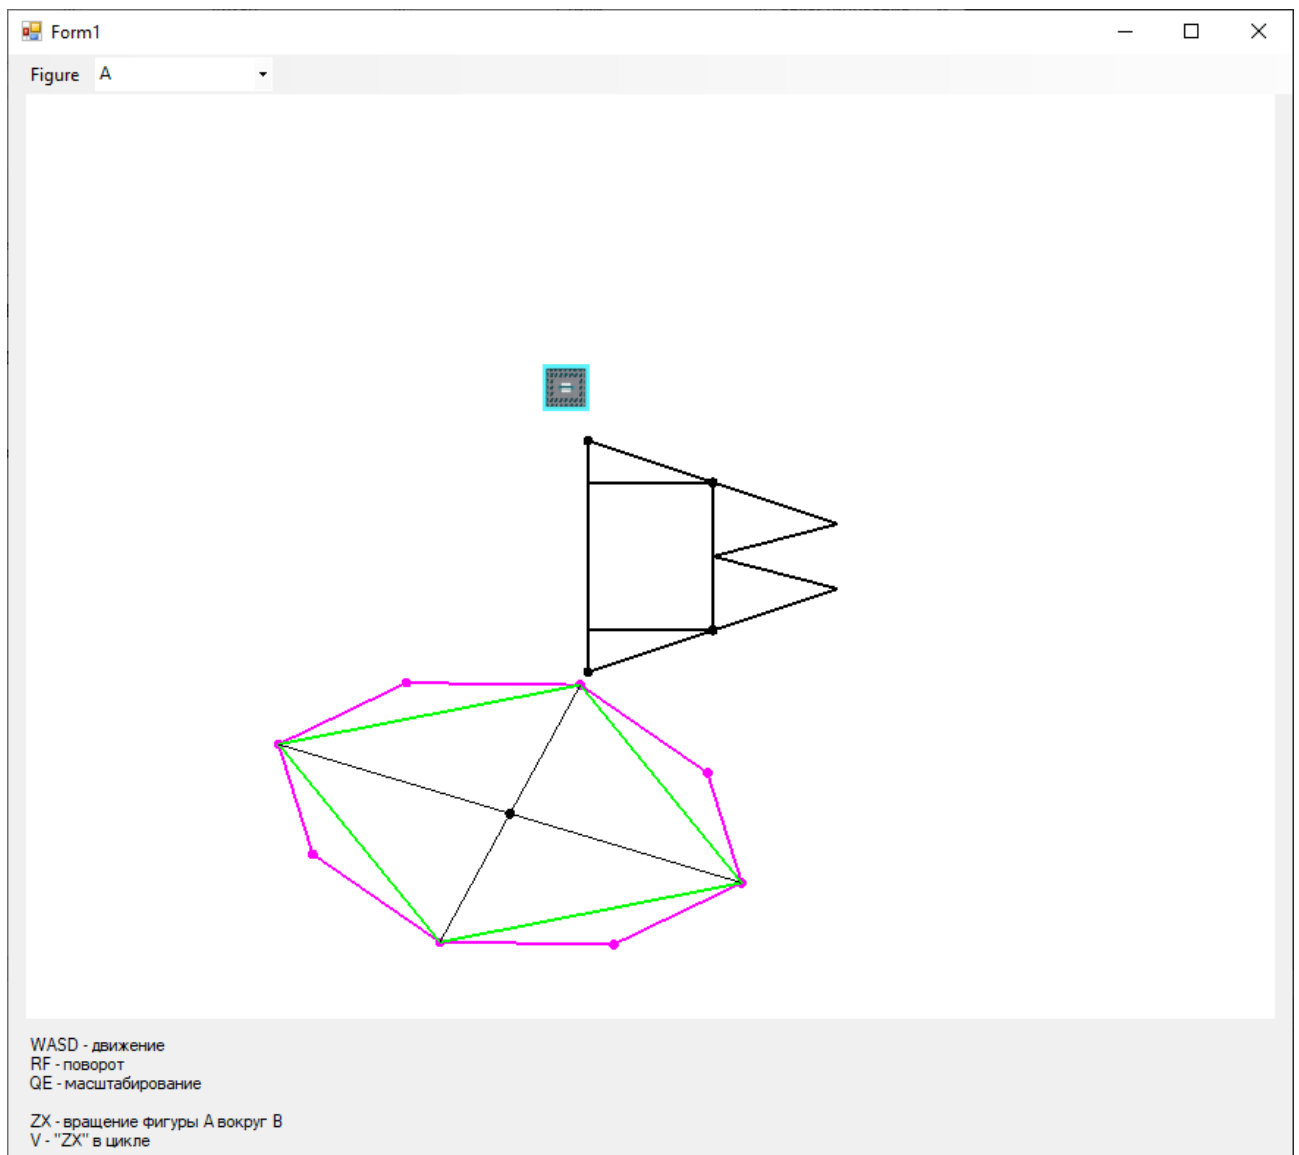 Form1
Figure A
WASD - движение
RF - поворот
QE - масштабирование
ZX - вращение фигуры A вокруг B
V - "ZX" в цикле